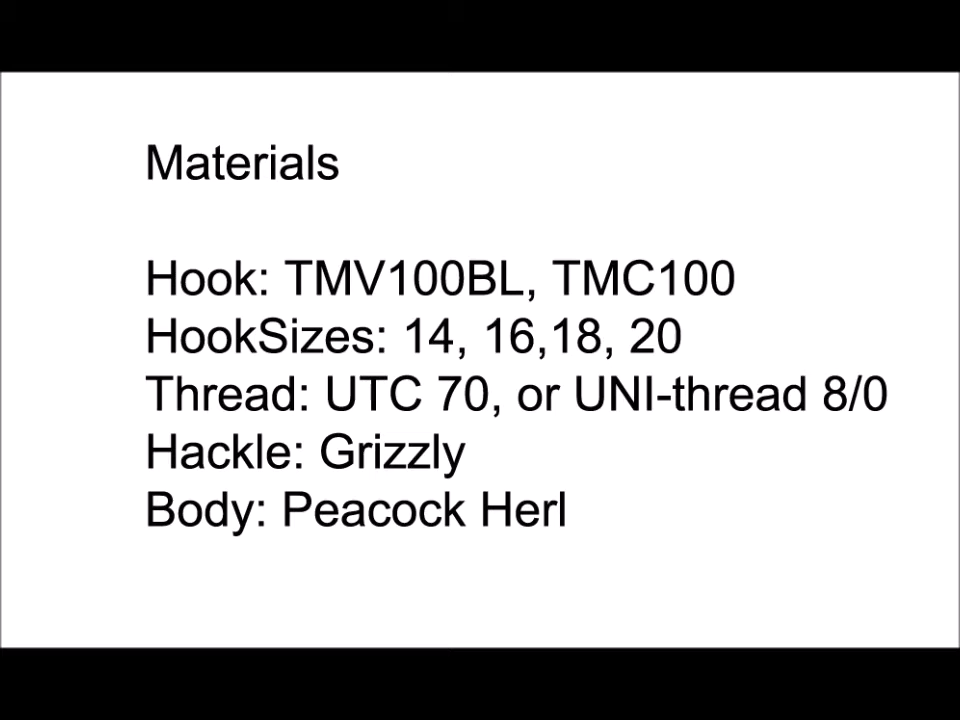 Materials
Hook: TMV100BL, TMC100
HookSizes: 14, 16,18, 20
Thread: UTC 70, or UNI-thread 8/0
Hackle: Grizzly
Body: Peacock Herl